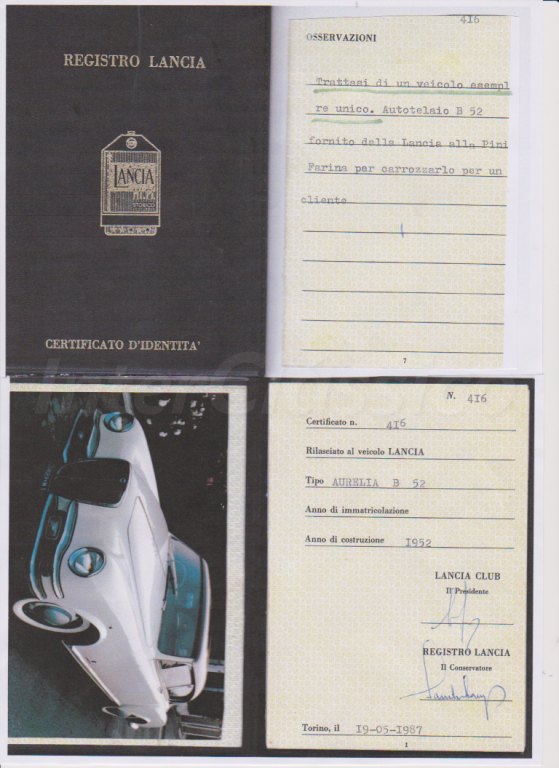 REGISTRO LANCIA
LANCIA
STORICO
CERTIFICATO D'IDENTITA'
416
OSSERVAZIONI
Trattasi di un veicolo esempl
re unico. Autotelaio B 52
fornito dalla Lancia alla Pini
Farina per carrozzarlo per un
cliente
7
N. 416
Certificato n. 416
Rilasciato al veicolo LANCIA
Tipo AURELIA B 52
Anno di immatricolazione
Anno di costruzione 1952
LANCIA CLUB
Il Presidente
REGISTRO LANCIA
Il Conservatore
Torino, il 19-05-1987
1